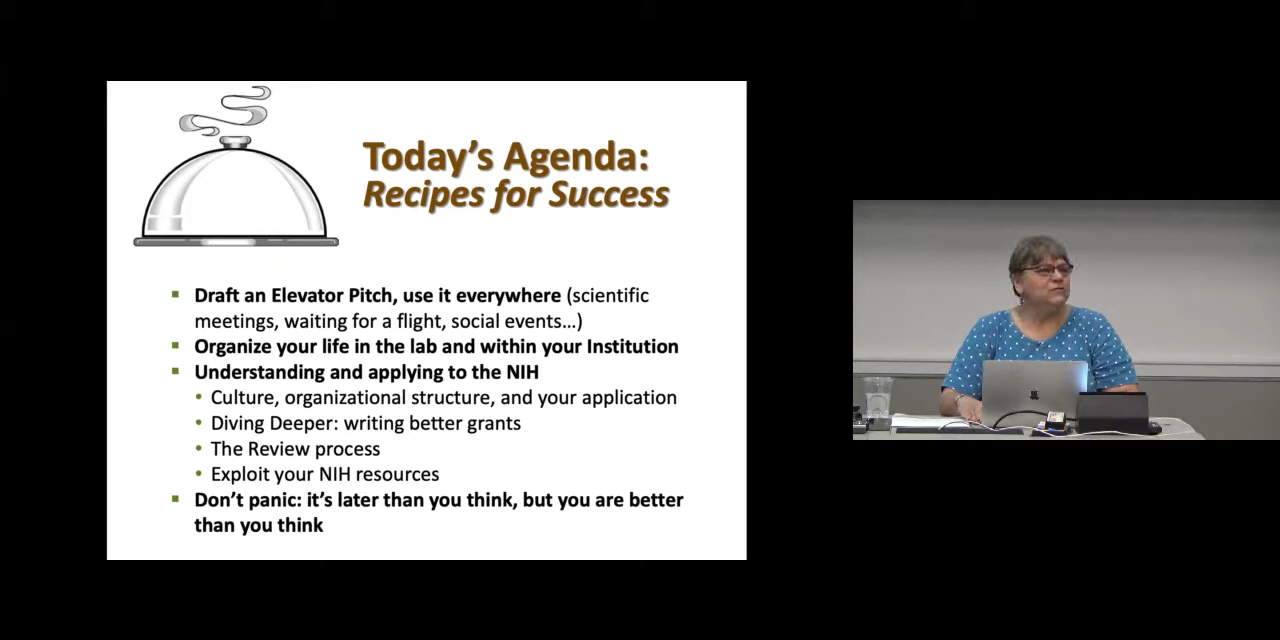 Today's Agenda:
Recipes for Success
Draft an Elevator Pitch, use it everywhere (scientific
meetings, waiting for a flight, social events...)
Organize your life in the lab and within your Institution
Understanding and applying to the NIH
Culture, organizational structure, and your application
Diving Deeper: writing better grants
The Review process
Exploit your NIH resources
Don't panic: it's later than you think, but you are better
than you think